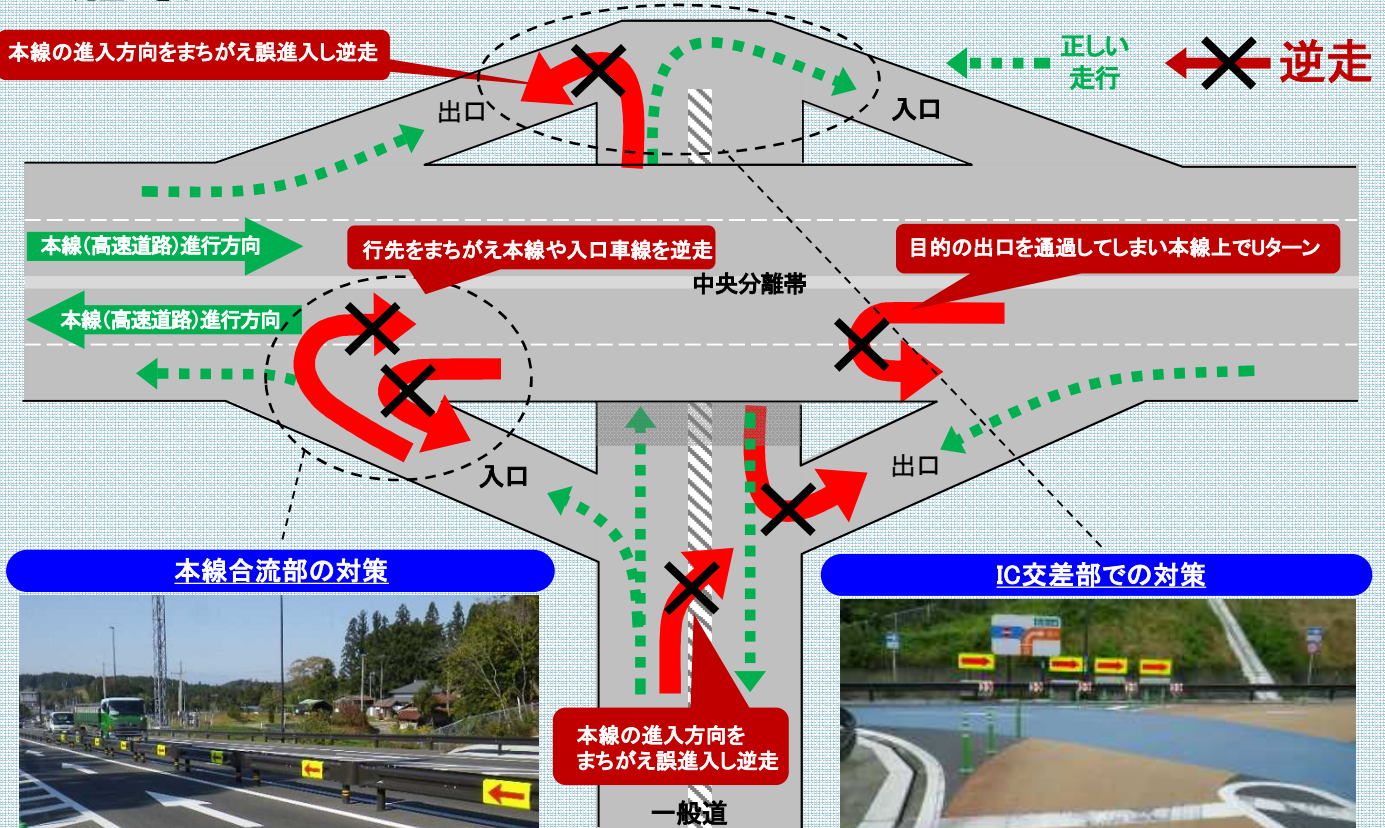 本線の進入方向をまちがえ誤進入し逆走
正しい
走行
逆走
出口
入口
本線(高速道路)進行方向
行先をまちがえ本線や入口車線を逆走
目的の出口を通過してしまい本線上でUターン
中央分離帯
本線(高速道路)進行方向
入口
出口
本線合流部の対策
IC交差部での対策
本線の進入方向を
まちがえ誤進入し逆走
一般道